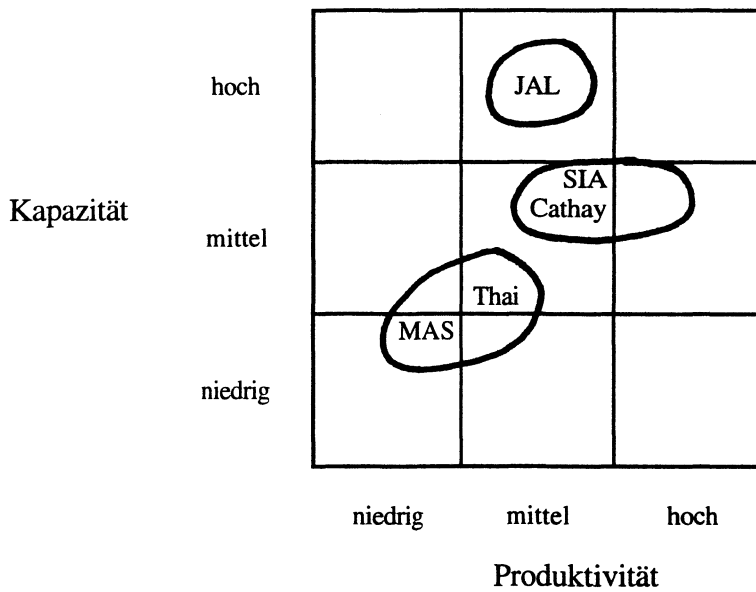 hoch
JAL
Kapazität
SIA
Cathay
mittel
Thai
MAS
niedrig
niedrig mittel hoch
Produktivität